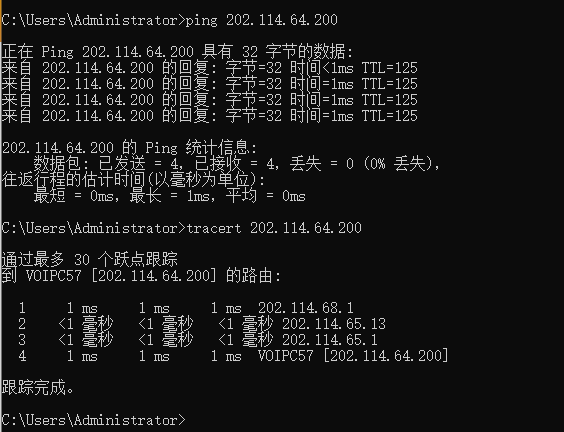 C:\Users\Administrator>ping 202.114.64.200
正在 Ping 202.114.64.200 具有 32 字节的数据:
来自 202.114.64.200 的回复: 字节=32 时间<1ms TTL=125
来自 202.114.64.200 的回复: 字节=32 时间=1ms TTL=125
来自 202.114.64.200 的回复: 字节=32 时间=1ms TTL=125
来自 202.114.64.200 的回复: 字节=32 时间=1ms TTL=125
202.114.64.200 的 Ping 统计信息:
数据包: 已发送 = 4, 已接收 = 4, 丢失 = 0 (0% 丢失),
往返行程的估计时间(以毫秒为单位):
最短 = 0ms, 最长 = 1ms, 平均 = 0ms
C:\Users\Administrator>tracert 202.114.64.200
通过最多 30 个跃点跟踪
到 VOIPC57 [202.114.64.200] 的路由:
1 1 ms 1 ms 1 ms 202.114.68.1
2 <1 毫秒 <1 毫秒 <1 毫秒 202.114.65.13
3 <1 毫秒 <1 毫秒 <1 毫秒 202.114.65.1
4 1 ms 1 ms 1 ms VOIPC57 [202.114.64.200]
跟踪完成。
C:\Users\Administrator>